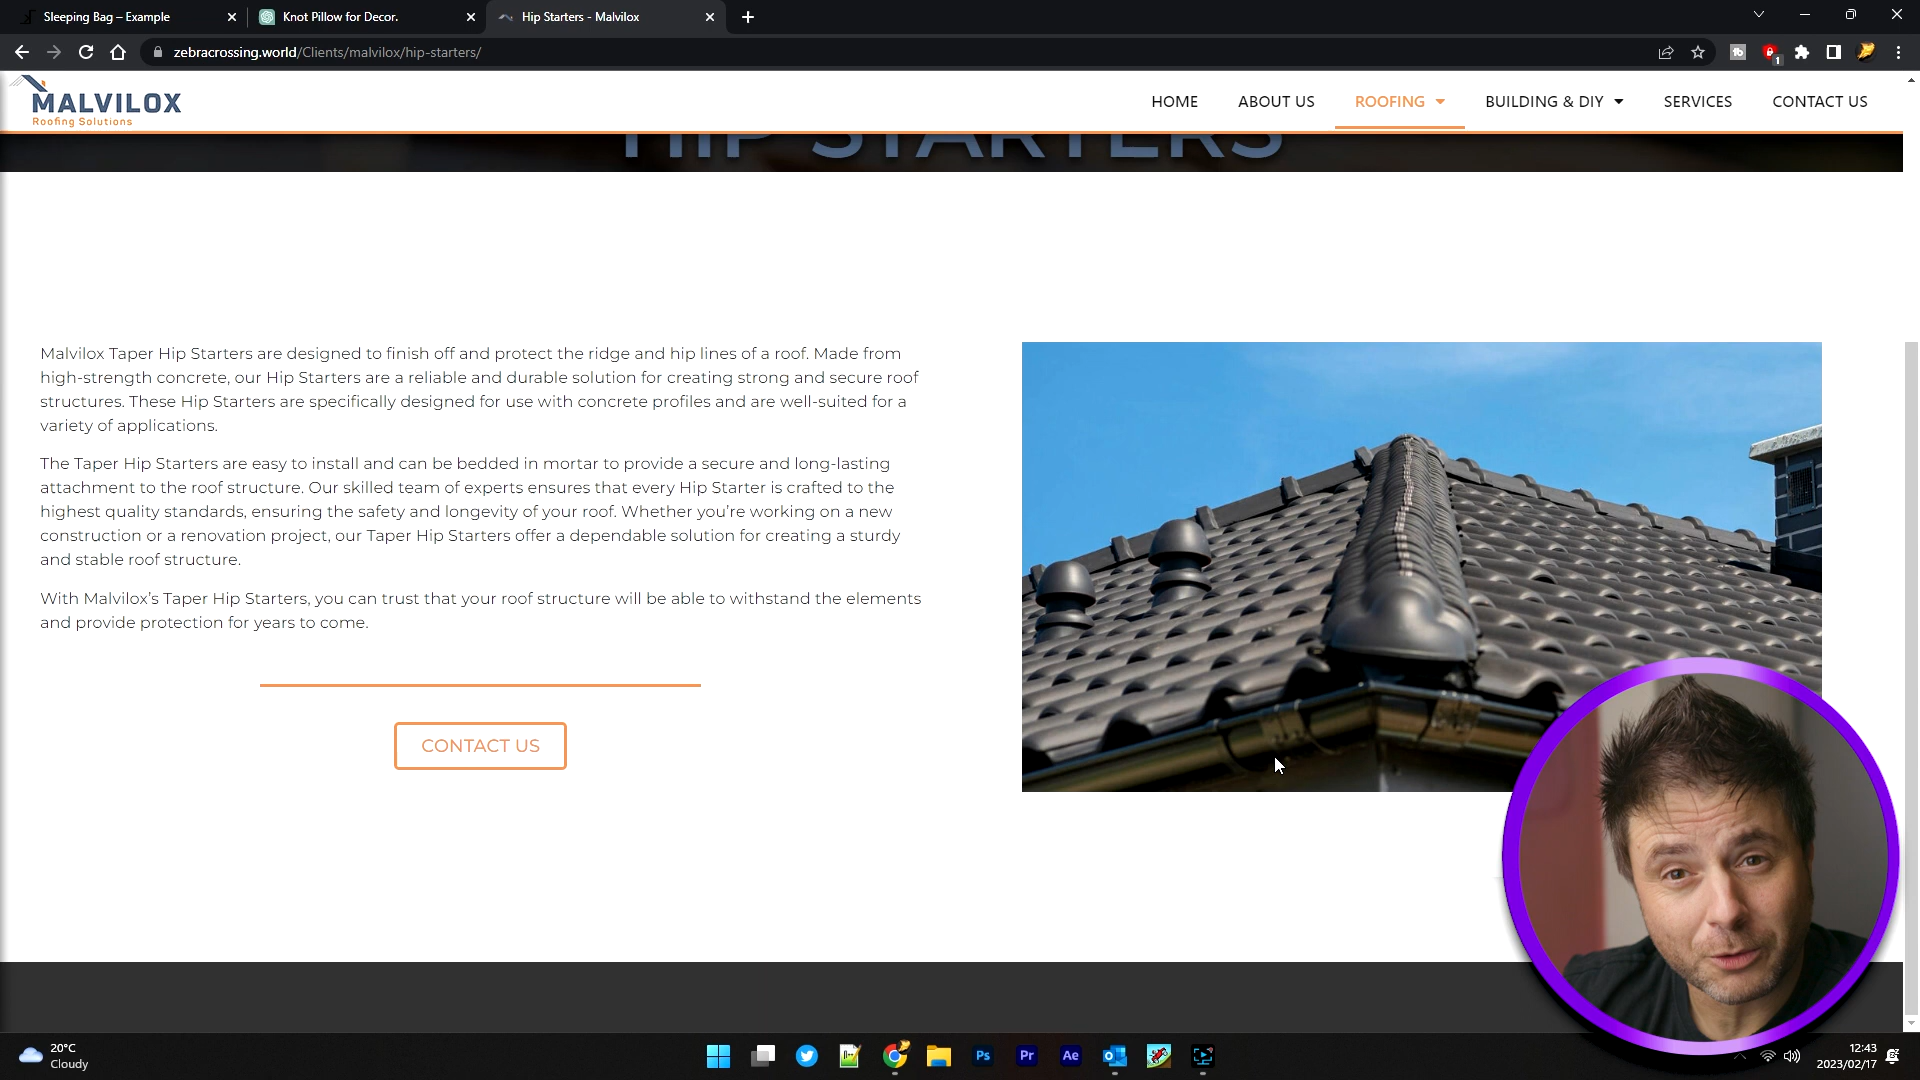 Sleeping Bag – Example
Knot Pillow for Decor.
Hip Starters - Malvilox
zebracrossing.world/Clients/malvilox/hip-starters/
1
MALVILOX
Roofing Solutions
HOME
ABOUT US
ROOFING
BUILDING & DIY
SERVICES
CONTACT US
HIP STARTERS
Malvilox Taper Hip Starters are designed to finish off and protect the ridge and hip lines of a roof. Made from
high-strength concrete, our Hip Starters are a reliable and durable solution for creating strong and secure roof
structures. These Hip Starters are specifically designed for use with concrete profiles and are well-suited for a
variety of applications.
The Taper Hip Starters are easy to install and can be bedded in mortar to provide a secure and long-lasting
attachment to the roof structure. Our skilled team of experts ensures that every Hip Starter is crafted to the
highest quality standards, ensuring the safety and longevity of your roof. Whether you're working on a new
construction or a renovation project, our Taper Hip Starters offer a dependable solution for creating a sturdy
and stable roof structure.
With Malvilox's Taper Hip Starters, you can trust that your roof structure will be able to withstand the elements
and provide protection for years to come.
CONTACT US
20°C
Cloudy
Ps
Pr
Ae
12:43
2023/02/17